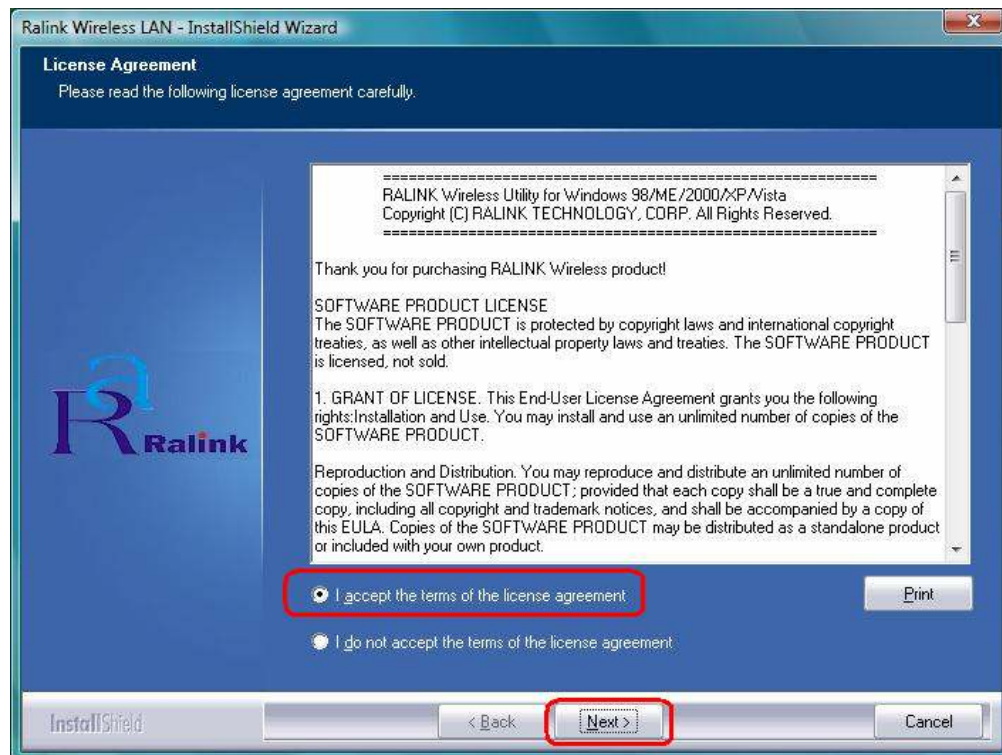 Ralink Wireless LAN - InstallShield Wizard
License Agreement
Please read the following license agreement carefully.
============================================================
RALINK Wireless Utility for Windows 98/ME/2000/XP/Vista
Copyright (C) RALINK TECHNOLOGY, CORP. All Rights Reserved.
============================================================
Thank you for purchasing RALINK Wireless product!
SOFTWARE PRODUCT LICENSE
The SOFTWARE PRODUCT is protected by copyright laws and international copyright
treaties, as well as other intellectual property laws and treaties. The SOFTWARE PRODUCT
is licensed, not sold.
1. GRANT OF LICENSE. This End-User License Agreement grants you the following
rights:Installation and Use. You may install and use an unlimited number of copies of the
SOFTWARE PRODUCT.
Reproduction and Distribution. You may reproduce and distribute an unlimited number of
copies of the SOFTWARE PRODUCT; provided that each copy shall be a true and complete
copy, including all copyright and trademark notices, and shall be accompanied by a copy of
this EULA. Copies of the SOFTWARE PRODUCT may be distributed as a standalone product
or included with your own product.
Ra
Ralink
I accept the terms of the license agreement
Print
I do not accept the terms of the license agreement
InstallShield
< Back
Next >
Cancel